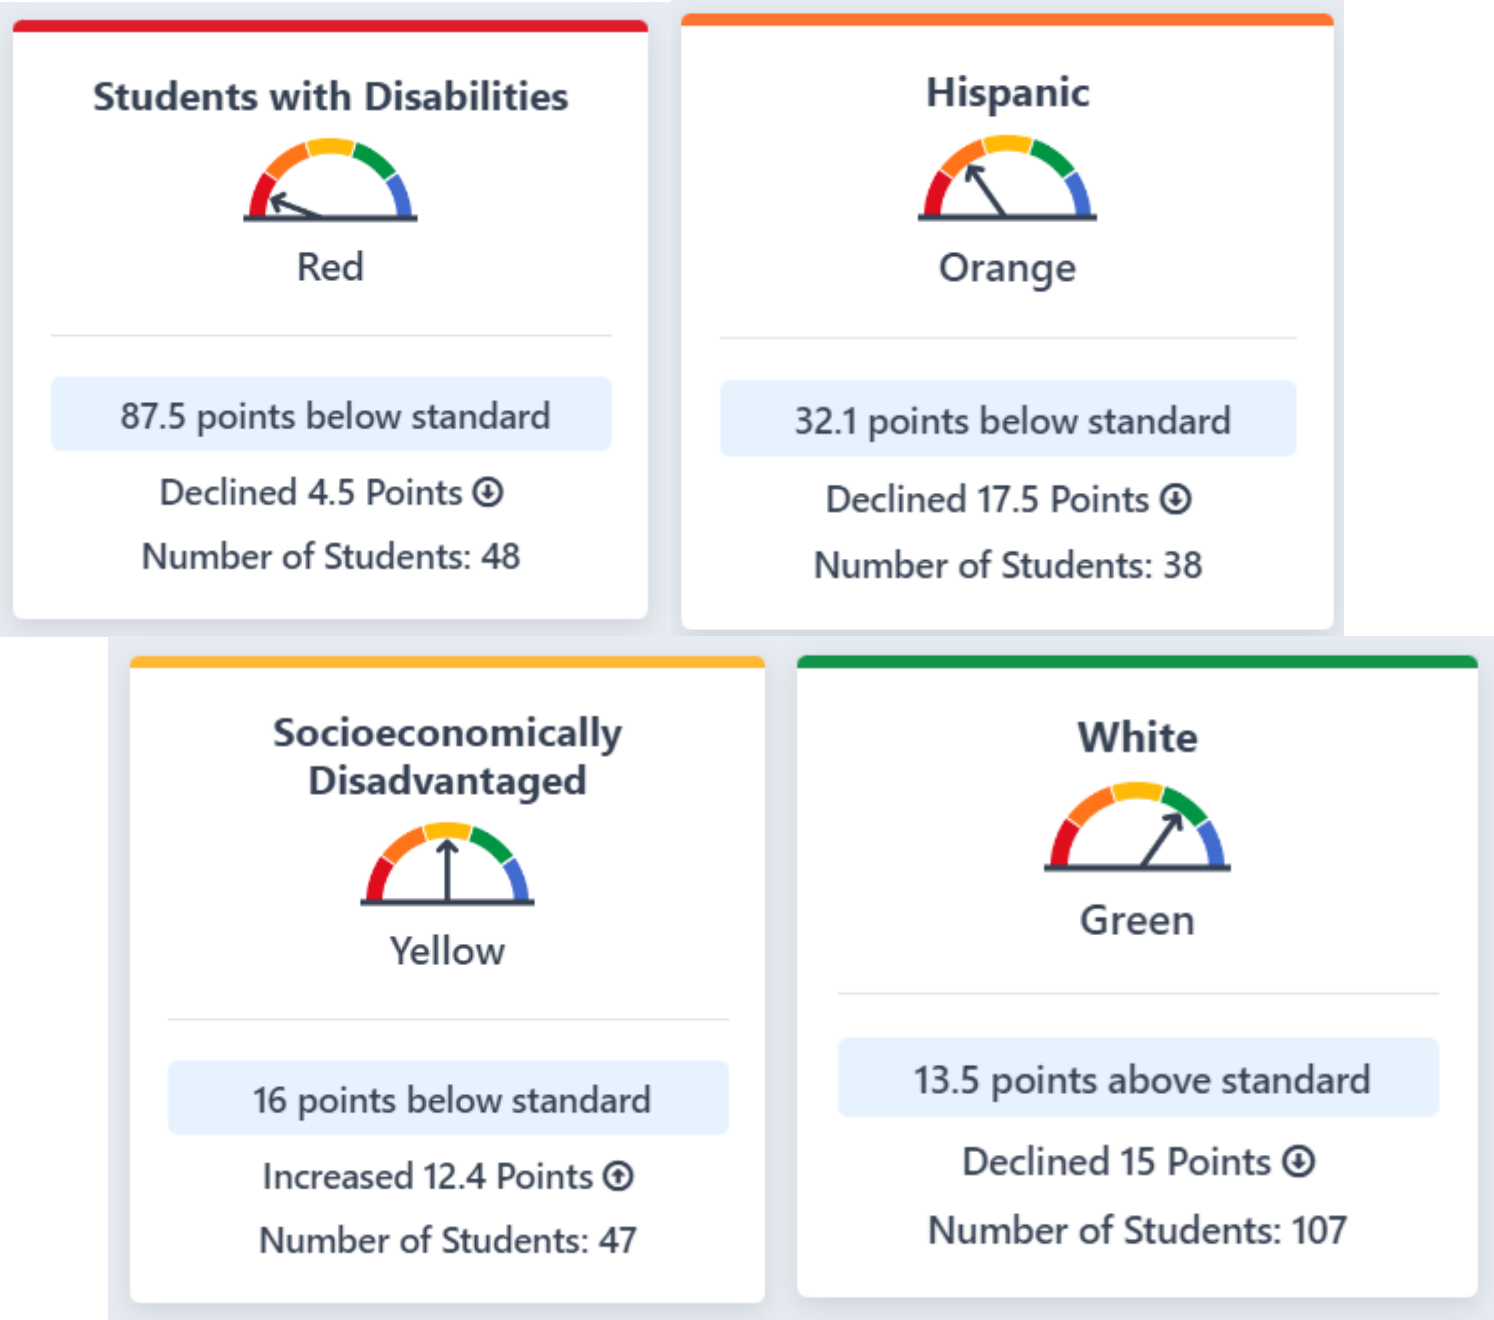 Students with Disabilities
Red
87.5 points below standard
Declined 4.5 Points
Number of Students: 48
Hispanic
Orange
32.1 points below standard
Declined 17.5 Points
Number of Students: 38
Socioeconomically
Disadvantaged
Yellow
16 points below standard
Increased 12.4 Points
Number of Students: 47
White
Green
13.5 points above standard
Declined 15 Points
Number of Students: 107